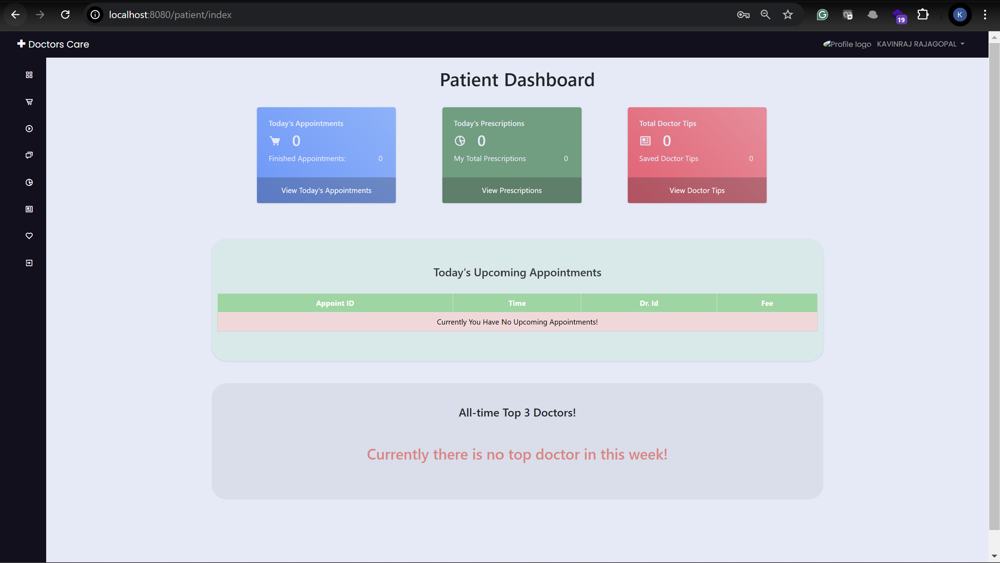 localhost:8080/patient/index
19
K
Doctors Care
Profile logo KAVINRAJ RAJAGOPAL
Patient Dashboard
Today's Appointments
0
Finished Appointments: 0
View Today's Appointments
Today's Prescriptions
0
My Total Prescriptions 0
View Prescriptions
Total Doctor Tips
0
Saved Doctor Tips 0
View Doctor Tips
Today's Upcoming Appointments
Appoint ID Time Dr. Id Fee
Currently You Have No Upcoming Appointments!
All-time Top 3 Doctors!
Currently there is no top doctor in this week!